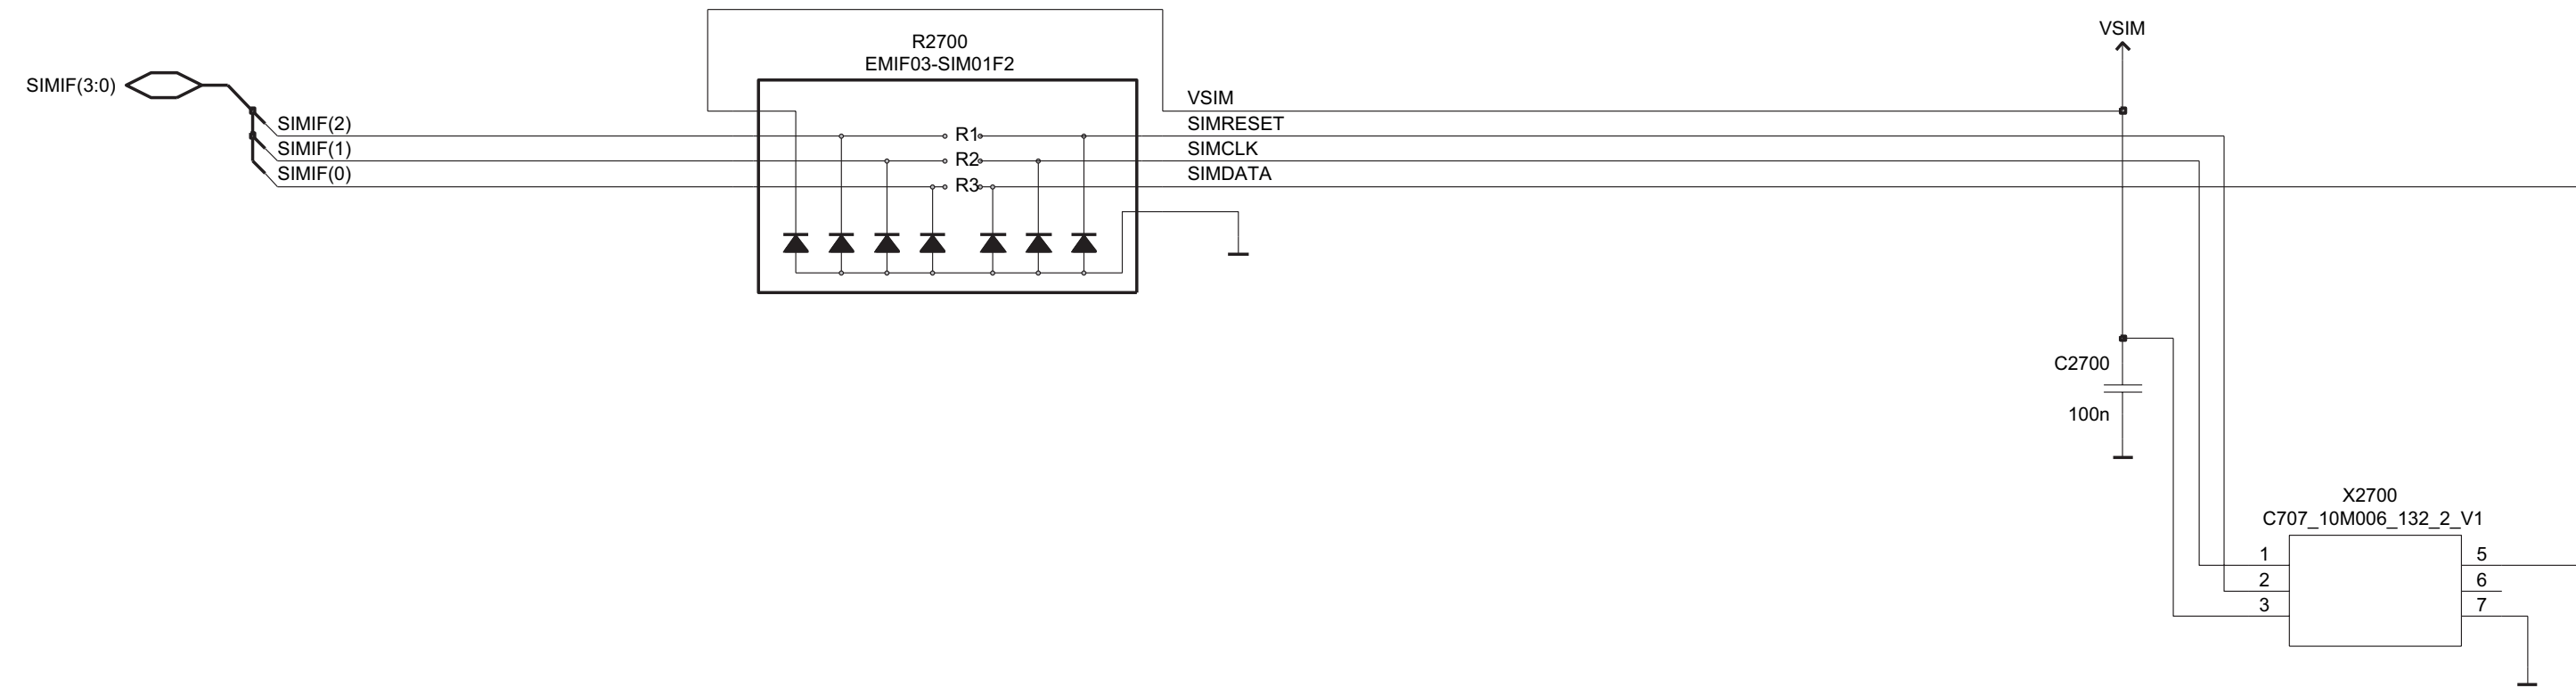 VSIM
R2700
EMIF03-SIM01F2
SIMIF(3:0)
VSIM
SIMIF(2)
R1
SIMRESET
SIMIF(1)
R2
SIMCLK
SIMIF(0)
R3
SIMDATA
C2700
100n
X2700
C707_10M006_132_2_V1
1
5
2
6
3
7